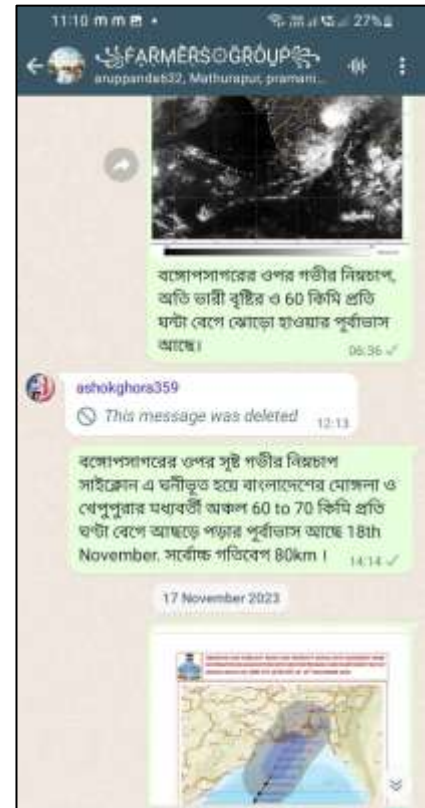 11:10
27%
FARMERS GROUP
aruppanda632, Mathurapur, pramani...
বঙ্গোপসাগরের ওপর গভীর নিম্নচাপ,
অতি ভারী বৃষ্টির ও 60 কিমি প্রতি
ঘন্টা বেগে ঝোড়ো হাওয়ার পূর্বাভাস
আছে।
06:36
ashokghora359
This message was deleted
12:13
বঙ্গোপসাগরের ওপর সৃষ্ট গভীর নিম্নচাপ
সাইক্লোন এ ঘনীভূত হয়ে বাংলাদেশের মোঙ্গলা ও
খেপুপুরার মধ্যবর্তী অঞ্চল 60 to 70 কিমি প্রতি
ঘণ্টা বেগে আছড়ে পড়ার পূর্বাভাস আছে 18th
November. সর্বোচ্চ গতিবেগ 80km ।
14:14
17 November 2023